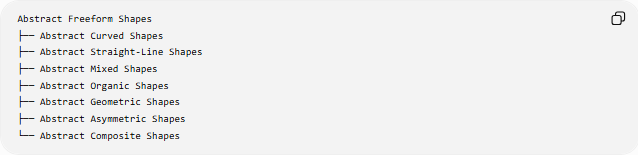 Abstract Freeform Shapes
├── Abstract Curved Shapes
├── Abstract Straight-Line Shapes
├── Abstract Mixed Shapes
├── Abstract Organic Shapes
├── Abstract Geometric Shapes
├── Abstract Asymmetric Shapes
└── Abstract Composite Shapes